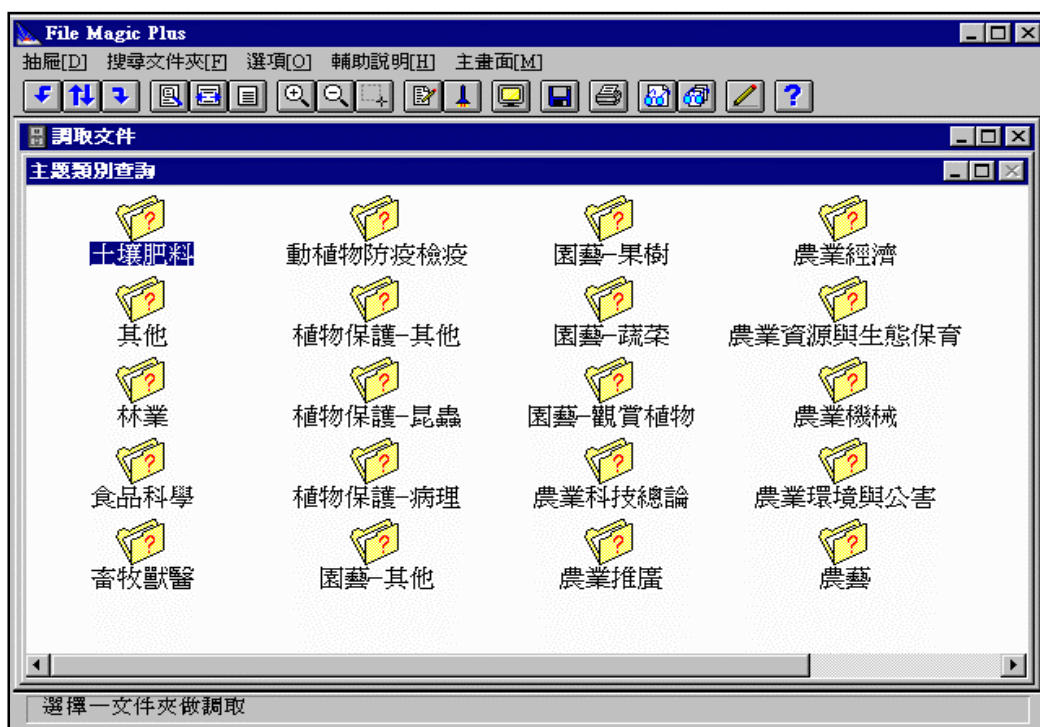 File Magic Plus
抽屜[D] 搜尋文件夾[F] 選項[O] 輔助說明[H] 主畫面[M]
調取文件
主題類別查詢
土壤肥料 動植物防疫檢疫 園藝-果樹 農業經濟
其他 植物保護-其他 園藝-蔬菜 農業資源與生態保育
林業 植物保護-昆蟲 園藝-觀賞植物 農業機械
食品科學 植物保護-病理 農業科技總論 農業環境與公害
畜牧獸醫 園藝-其他 農業推廣 農藝
選擇一文件夾做調取